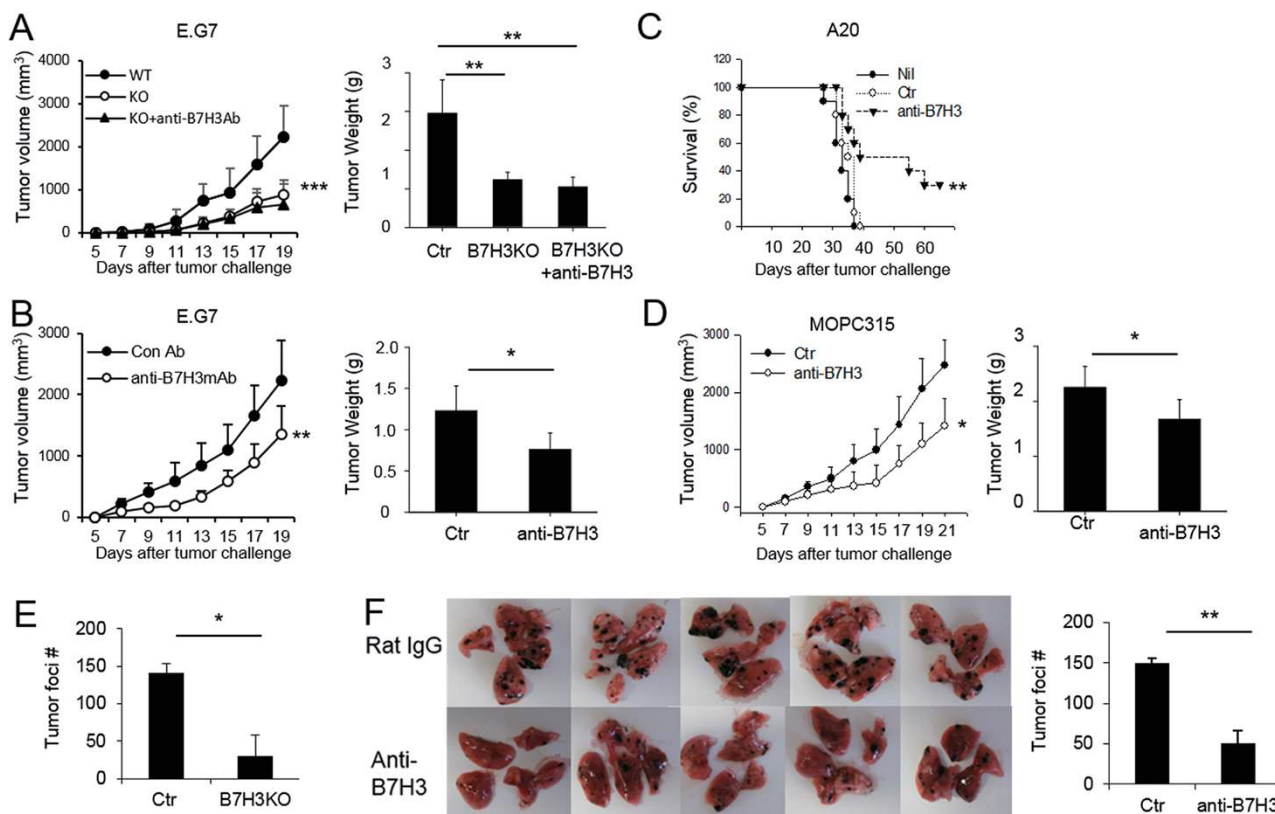 A
E.G7
Tumor volume (mm³)
4000
3000
2000
1000
0
WT
KO
KO+anti-B7H3Ab
***
5 7 9 11 13 15 17 19
Days after tumor challenge
Tumor Weight (g)
3
2
1
0
**
**
Ctr
B7H3KO
B7H3KO
+anti-B7H3
C
A20
Survival (%)
120
100
80
60
40
20
0
Nil
Ctr
anti-B7H3
**
10 20 30 40 50 60
Days after tumor challenge
B
E.G7
Tumor volume (mm³)
3000
2000
1000
0
Con Ab
anti-B7H3mAb
**
5 7 9 11 13 15 17 19
Days after tumor challenge
Tumor Weight (g)
2.0
1.5
1.0
0.5
0
*
Ctr
anti-B7H3
D
MOPC315
Tumor volume (mm³)
3000
2000
1000
0
Ctr
anti-B7H3
*
5 7 9 11 13 15 17 19 21
Days after tumor challenge
Tumor Weight (g)
3
2
1
0
*
Ctr
anti-B7H3
E
Tumor foci #
200
150
100
50
0
*
Ctr
B7H3KO
F
Rat IgG
Anti-
B7H3
Tumor foci #
200
150
100
50
0
**
Ctr
anti-B7H3